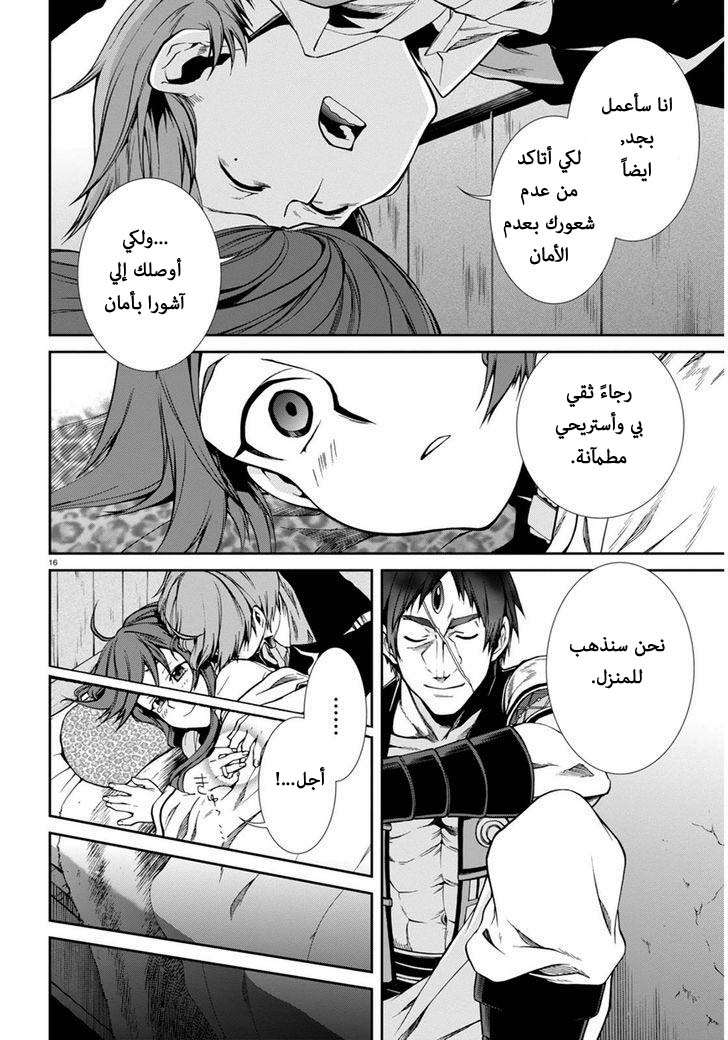 انا سأعمل
بجد,
ايضاً
لكي أتاكد
من عدم
شعورك بعدم
الأمان
...ولكي
أوصلك إلي
آشورا بأمان
رجاءً ثقي
بي وأستريحي
مطمآنة.
16
نحن سنذهب
للمنزل.
......
أجل...!